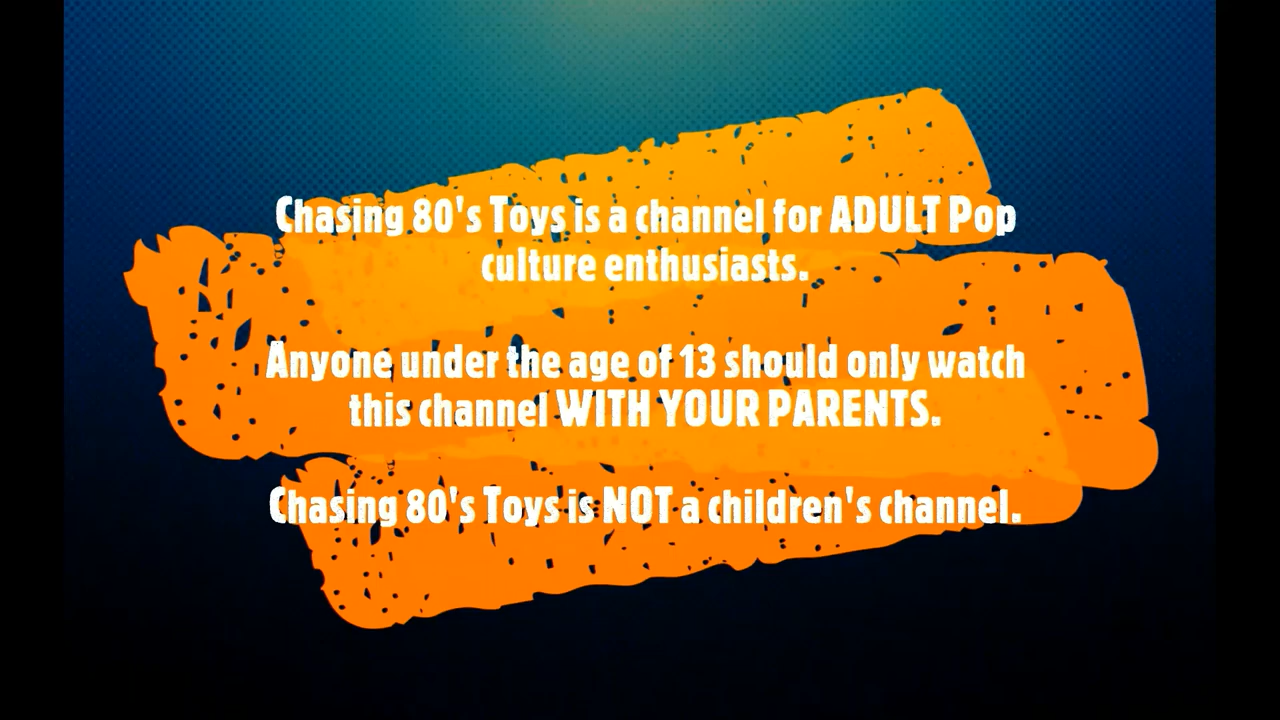 Chasing 80's Toys is a channel for ADULT Pop
culture enthusiasts.
Anyone under the age of 13 should only watch
this channel WITH YOUR PARENTS.
Chasing 80's Toys is NOT a children's channel.